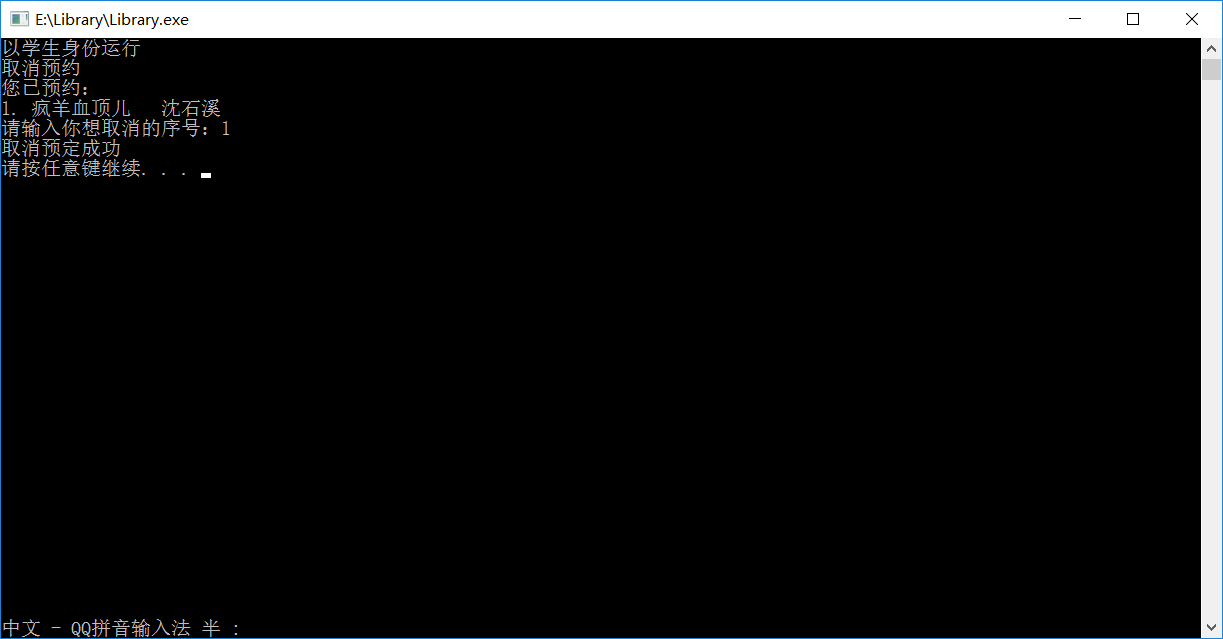 E:\Library\Library.exe
以学生身份运行
取消预约
您已预约：
1. 疯羊血顶儿   沈石溪
请输入你想取消的序号：1
取消预定成功
请按任意键继续. . .
中文 - QQ拼音输入法 半 :